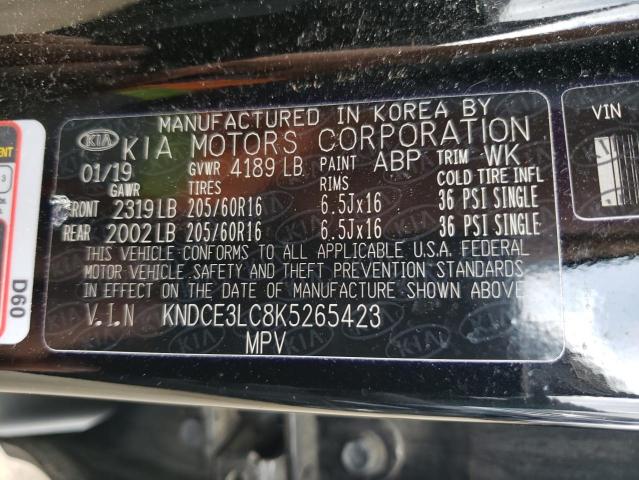 MANUFACTURED IN KOREA BY
KIA KIA MOTORS CORPORATION
01/19 GVWR 4189 LB PAINT ABP TRIM WK
GAWR TIRES RIMS COLD TIRE INFL
FRONT 2319 LB 205/60R16 6.5Jx16 36 PSI SINGLE
REAR 2002 LB 205/60R16 6.5Jx16 36 PSI SINGLE
THIS VEHICLE CONFORMS TO ALL APPLICABLE U.S.A. FEDERAL
MOTOR VEHICLE SAFETY AND THEFT PREVENTION STANDARDS
IN EFFECT ON THE DATE OF MANUFACTURE SHOWN ABOVE.
V.I.N KNDCE3LC8K5265423
MPV
VIN
D60